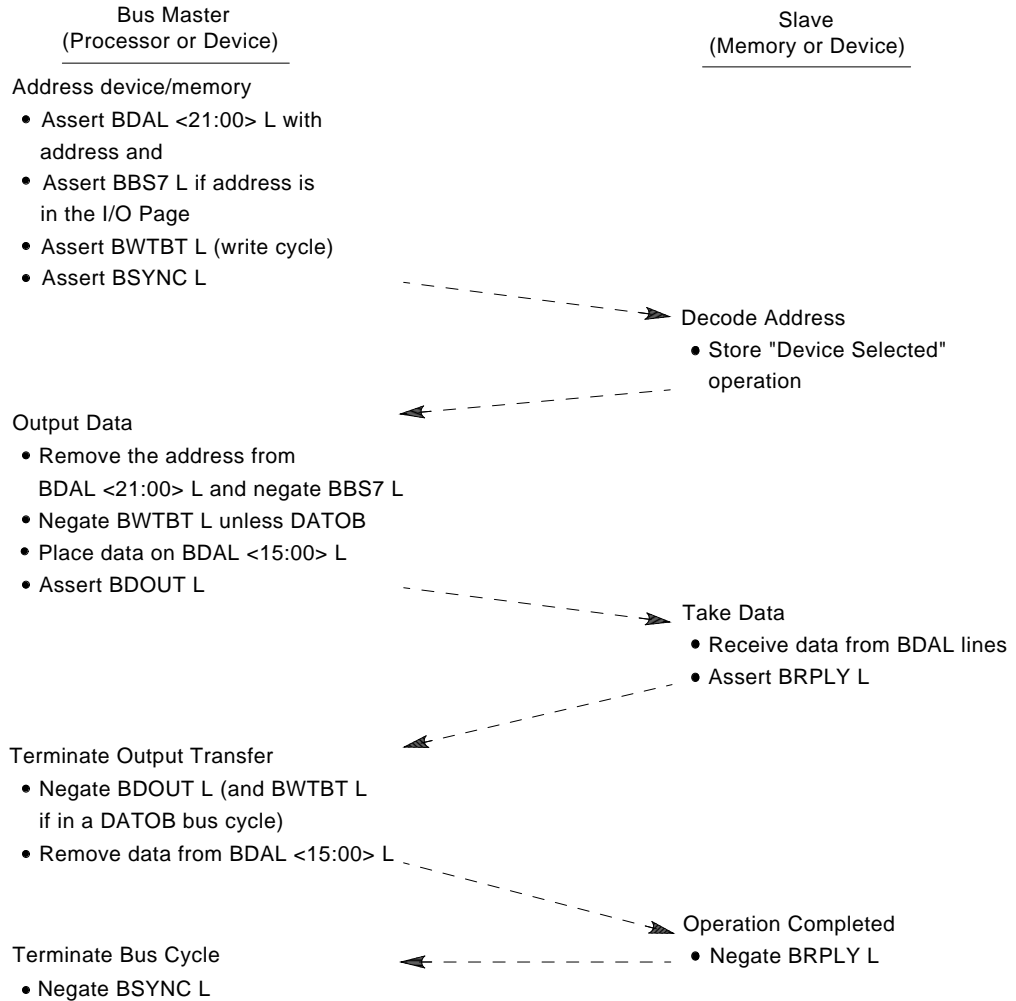 Bus Master
(Processor or Device)
Slave
(Memory or Device)
Address device/memory
• Assert BDAL <21:00> L with
address and
• Assert BBS7 L if address is
in the I/O Page
• Assert BWTBT L (write cycle)
• Assert BSYNC L
Decode Address
• Store "Device Selected"
operation
Output Data
• Remove the address from
BDAL <21:00> L and negate BBS7 L
• Negate BWTBT L unless DATOB
• Place data on BDAL <15:00> L
• Assert BDOUT L
Take Data
• Receive data from BDAL lines
• Assert BRPLY L
Terminate Output Transfer
• Negate BDOUT L (and BWTBT L
if in a DATOB bus cycle)
• Remove data from BDAL <15:00> L
Operation Completed
• Negate BRPLY L
Terminate Bus Cycle
• Negate BSYNC L